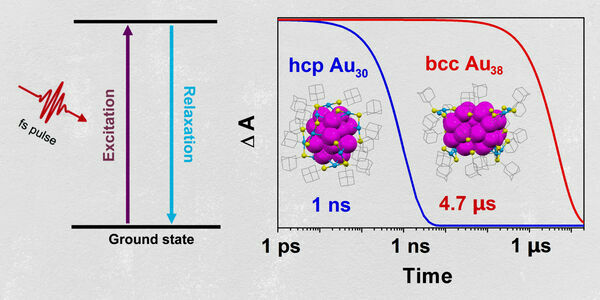 fs pulse
Excitation
Relaxation
Ground state
Δ A
hcp Au30
bcc Au38
1 ns
4.7 µs
1 ps
1 ns
1 µs
Time